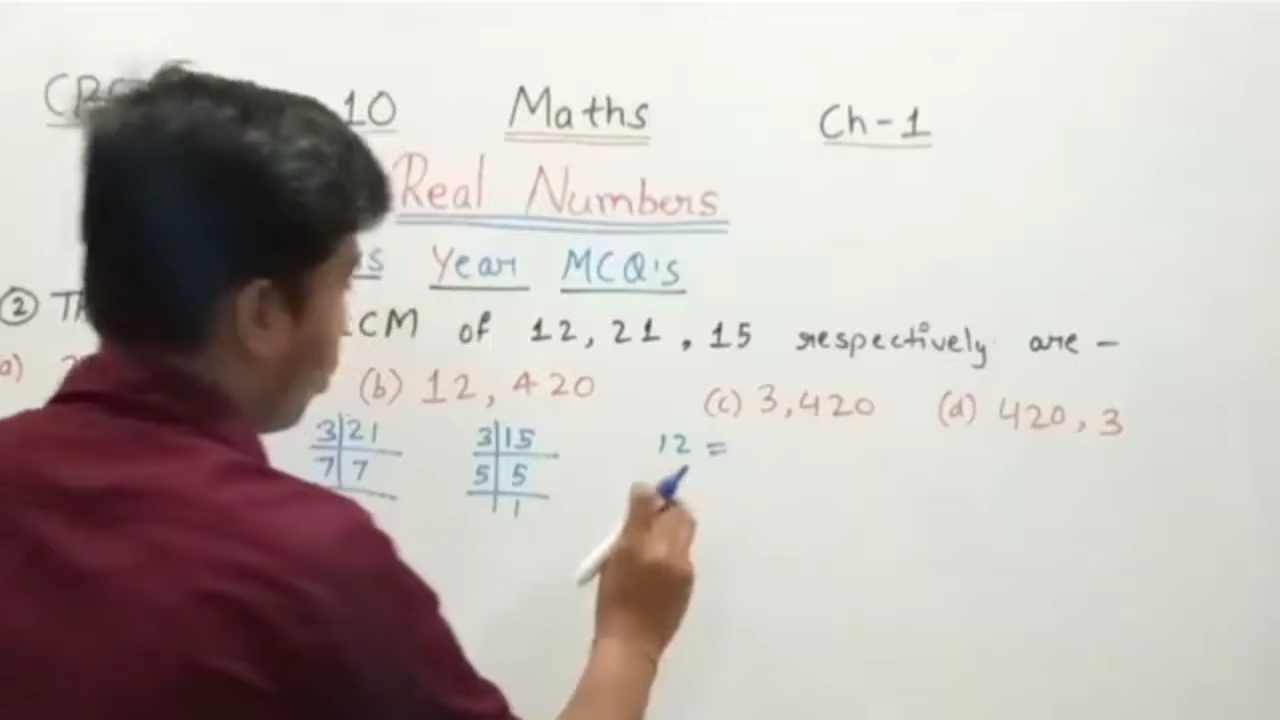 10 Maths Ch-1
Real Numbers
Year MCQ's
② CM of 12, 21, 15 respectively are -
(b) 12, 420 (c) 3,420 (d) 420, 3
3 21 3 15 12 =
7 7 5 5
1